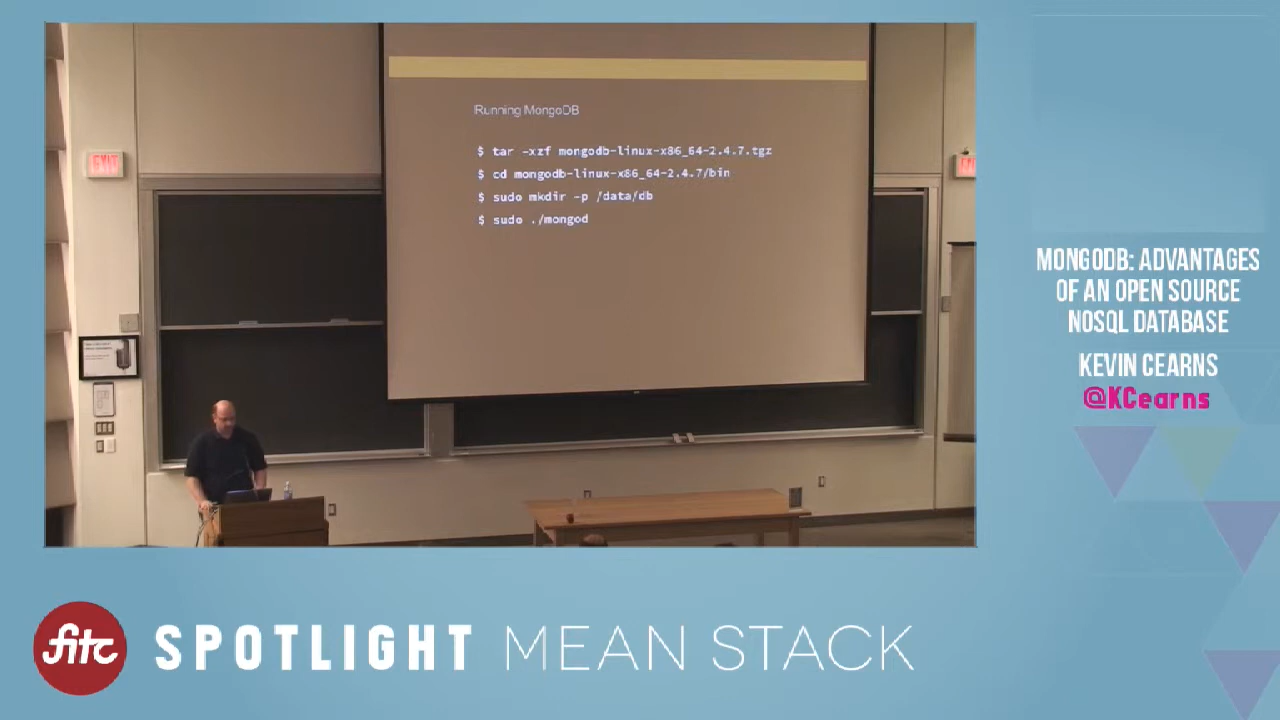 Running MongoDB
$ tar -xzf mongodb-linux-x86_64-2.4.7.tgz
$ cd mongodb-linux-x86_64-2.4.7/bin
$ sudo mkdir -p /data/db
$ sudo ./mongod
EXIT
MONGODB: ADVANTAGES
OF AN OPEN SOURCE
NOSQL DATABASE
KEVIN CEARNS
@KCearns
fitc
SPOTLIGHT MEAN STACK